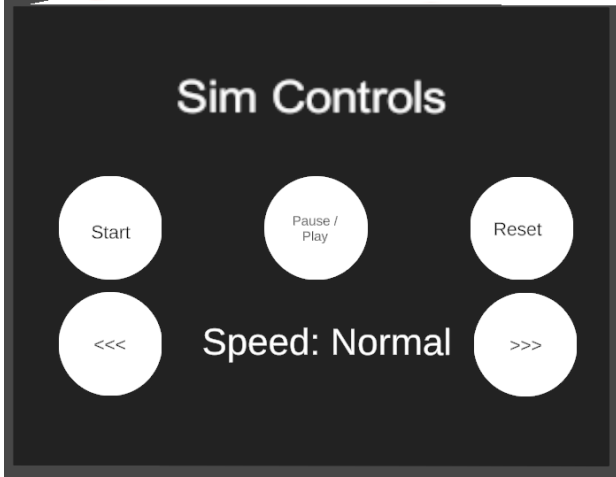 Sim Controls
Start
Pause /
Play
Reset
<<<
Speed: Normal
>>>